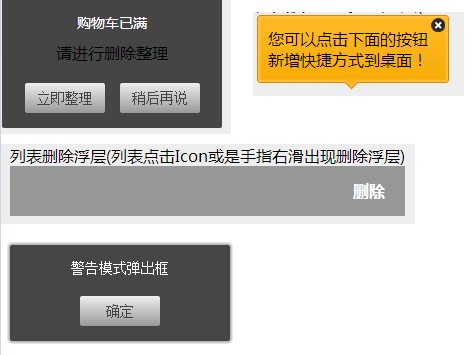 购物车已满
请进行删除整理
立即整理
稍后再说
您可以点击下面的按钮
新增快捷方式到桌面！
列表删除浮层(列表点击Icon或是手指右滑出现删除浮层)
删除
警告模式弹出框
确定